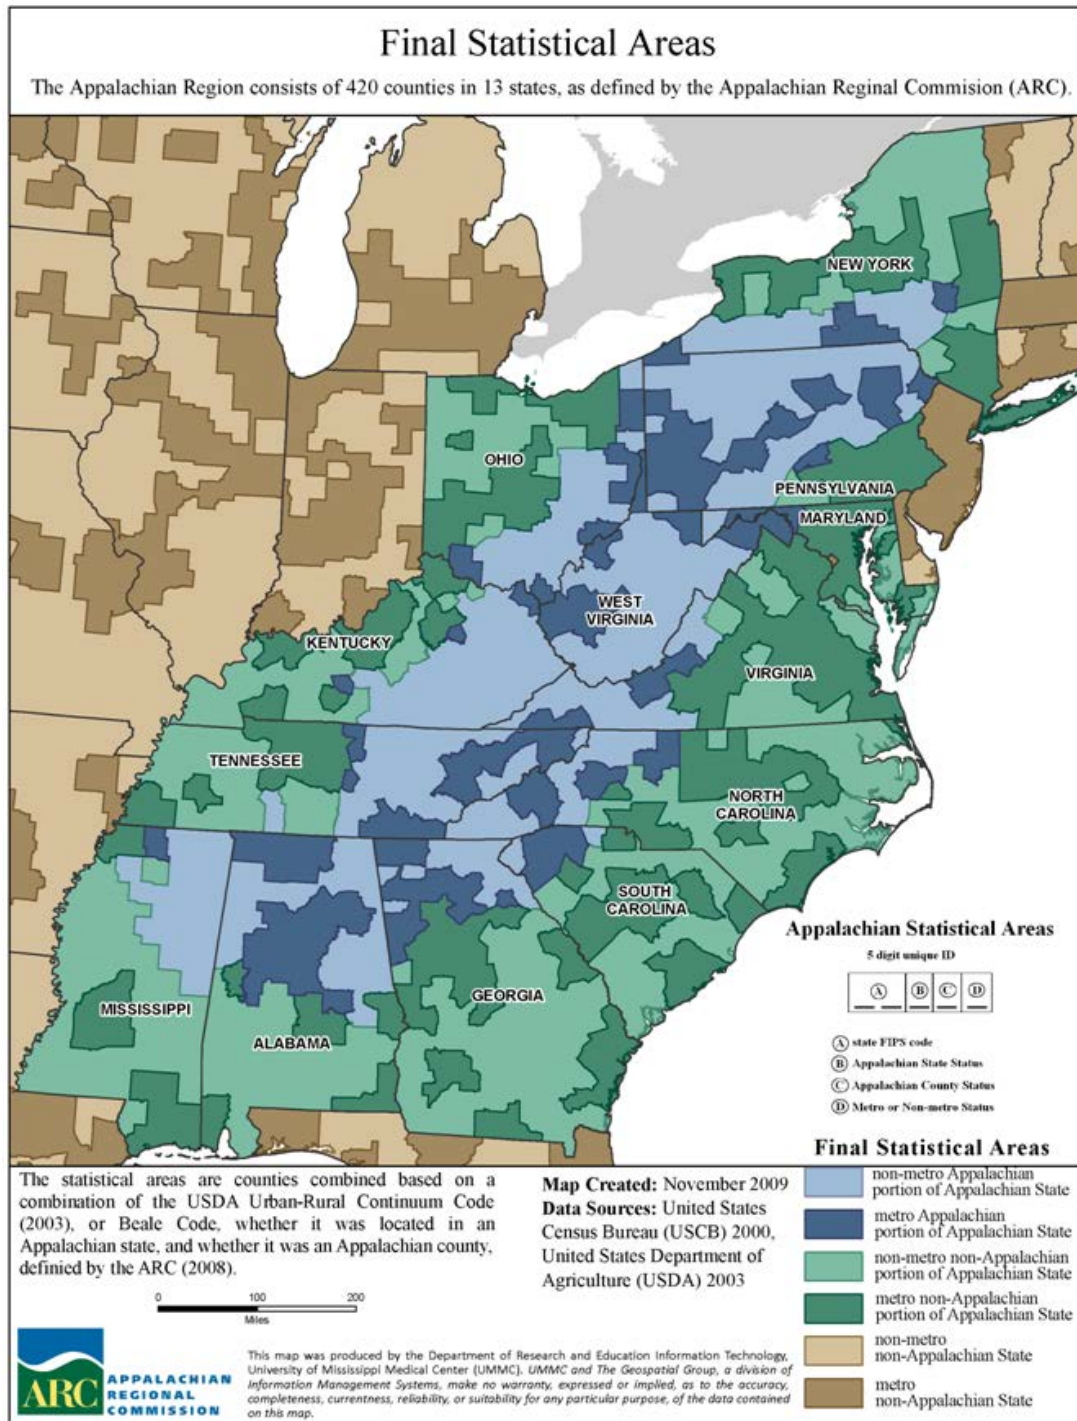 Final Statistical Areas
The Appalachian Region consists of 420 counties in 13 states, as defined by the Appalachian Reginal Commision (ARC).
NEW YORK
OHIO
PENNSYLVANIA
MARYLAND
WEST
VIRGINIA
KENTUCKY
VIRGINIA
TENNESSEE
NORTH
CAROLINA
SOUTH
CAROLINA
MISSISSIPPI
ALABAMA
GEORGIA
Appalachian Statistical Areas
5 digit unique ID
A B C D
A state FIPS code
B Appalachian State Status
C Appalachian County Status
D Metro or Non-metro Status
Final Statistical Areas
non-metro Appalachian
portion of Appalachian State
metro Appalachian
portion of Appalachian State
non-metro non-Appalachian
portion of Appalachian State
metro non-Appalachian
portion of Appalachian State
non-metro
non-Appalachian State
metro
non-Appalachian State
The statistical areas are counties combined based on a
combination of the USDA Urban-Rural Continuum Code
(2003), or Beale Code, whether it was located in an
Appalachian state, and whether it was an Appalachian county,
definied by the ARC (2008).
Map Created: November 2009
Data Sources: United States
Census Bureau (USCB) 2000,
United States Department of
Agriculture (USDA) 2003
0 100 200
Miles
ARC
APPALACHIAN
REGIONAL
COMMISSION
This map was produced by the Department of Research and Education Information Technology,
University of Mississippi Medical Center (UMMC). UMMC and The Geospatial Group, a division of
Information Management Systems, make no warranty, expressed or implied, as to the accuracy,
completeness, currentness, reliability, or suitability for any particular purpose, of the data contained
on this map.